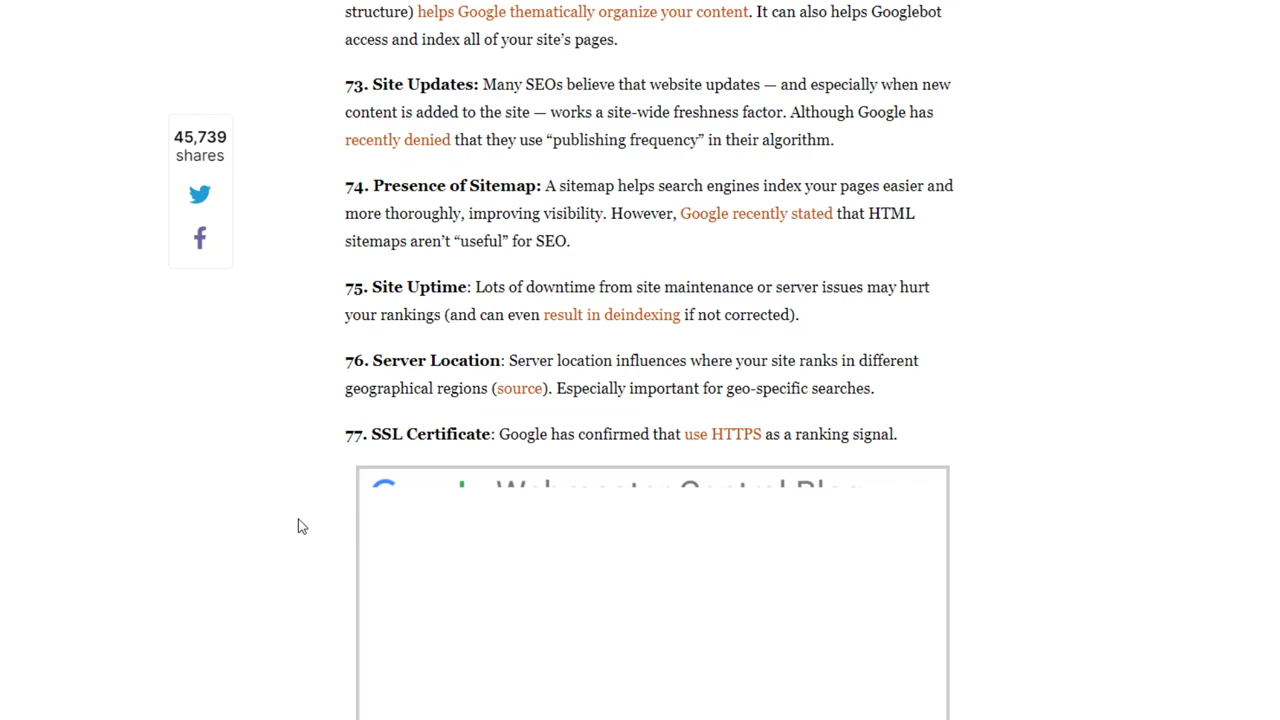 structure) helps Google thematically organize your content. It can also helps Googlebot
access and index all of your site’s pages.
73. Site Updates: Many SEOs believe that website updates — and especially when new
content is added to the site — works a site-wide freshness factor. Although Google has
recently denied that they use “publishing frequency” in their algorithm.
45,739
shares
74. Presence of Sitemap: A sitemap helps search engines index your pages easier and
more thoroughly, improving visibility. However, Google recently stated that HTML
sitemaps aren’t “useful” for SEO.
75. Site Uptime: Lots of downtime from site maintenance or server issues may hurt
your rankings (and can even result in deindexing if not corrected).
76. Server Location: Server location influences where your site ranks in different
geographical regions (source). Especially important for geo-specific searches.
77. SSL Certificate: Google has confirmed that use HTTPS as a ranking signal.